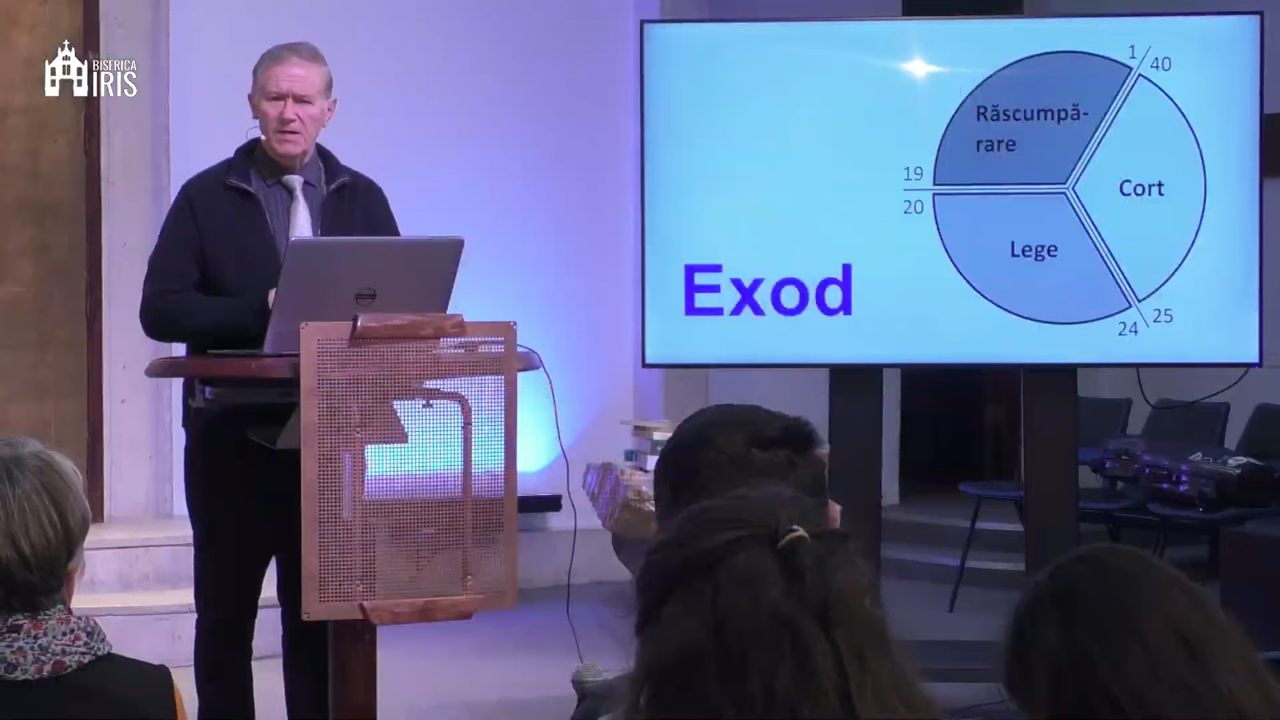 BISERICA
IRIS
1
40
Răscumpă-
rare
19
Cort
20
Lege
Exod
25
24